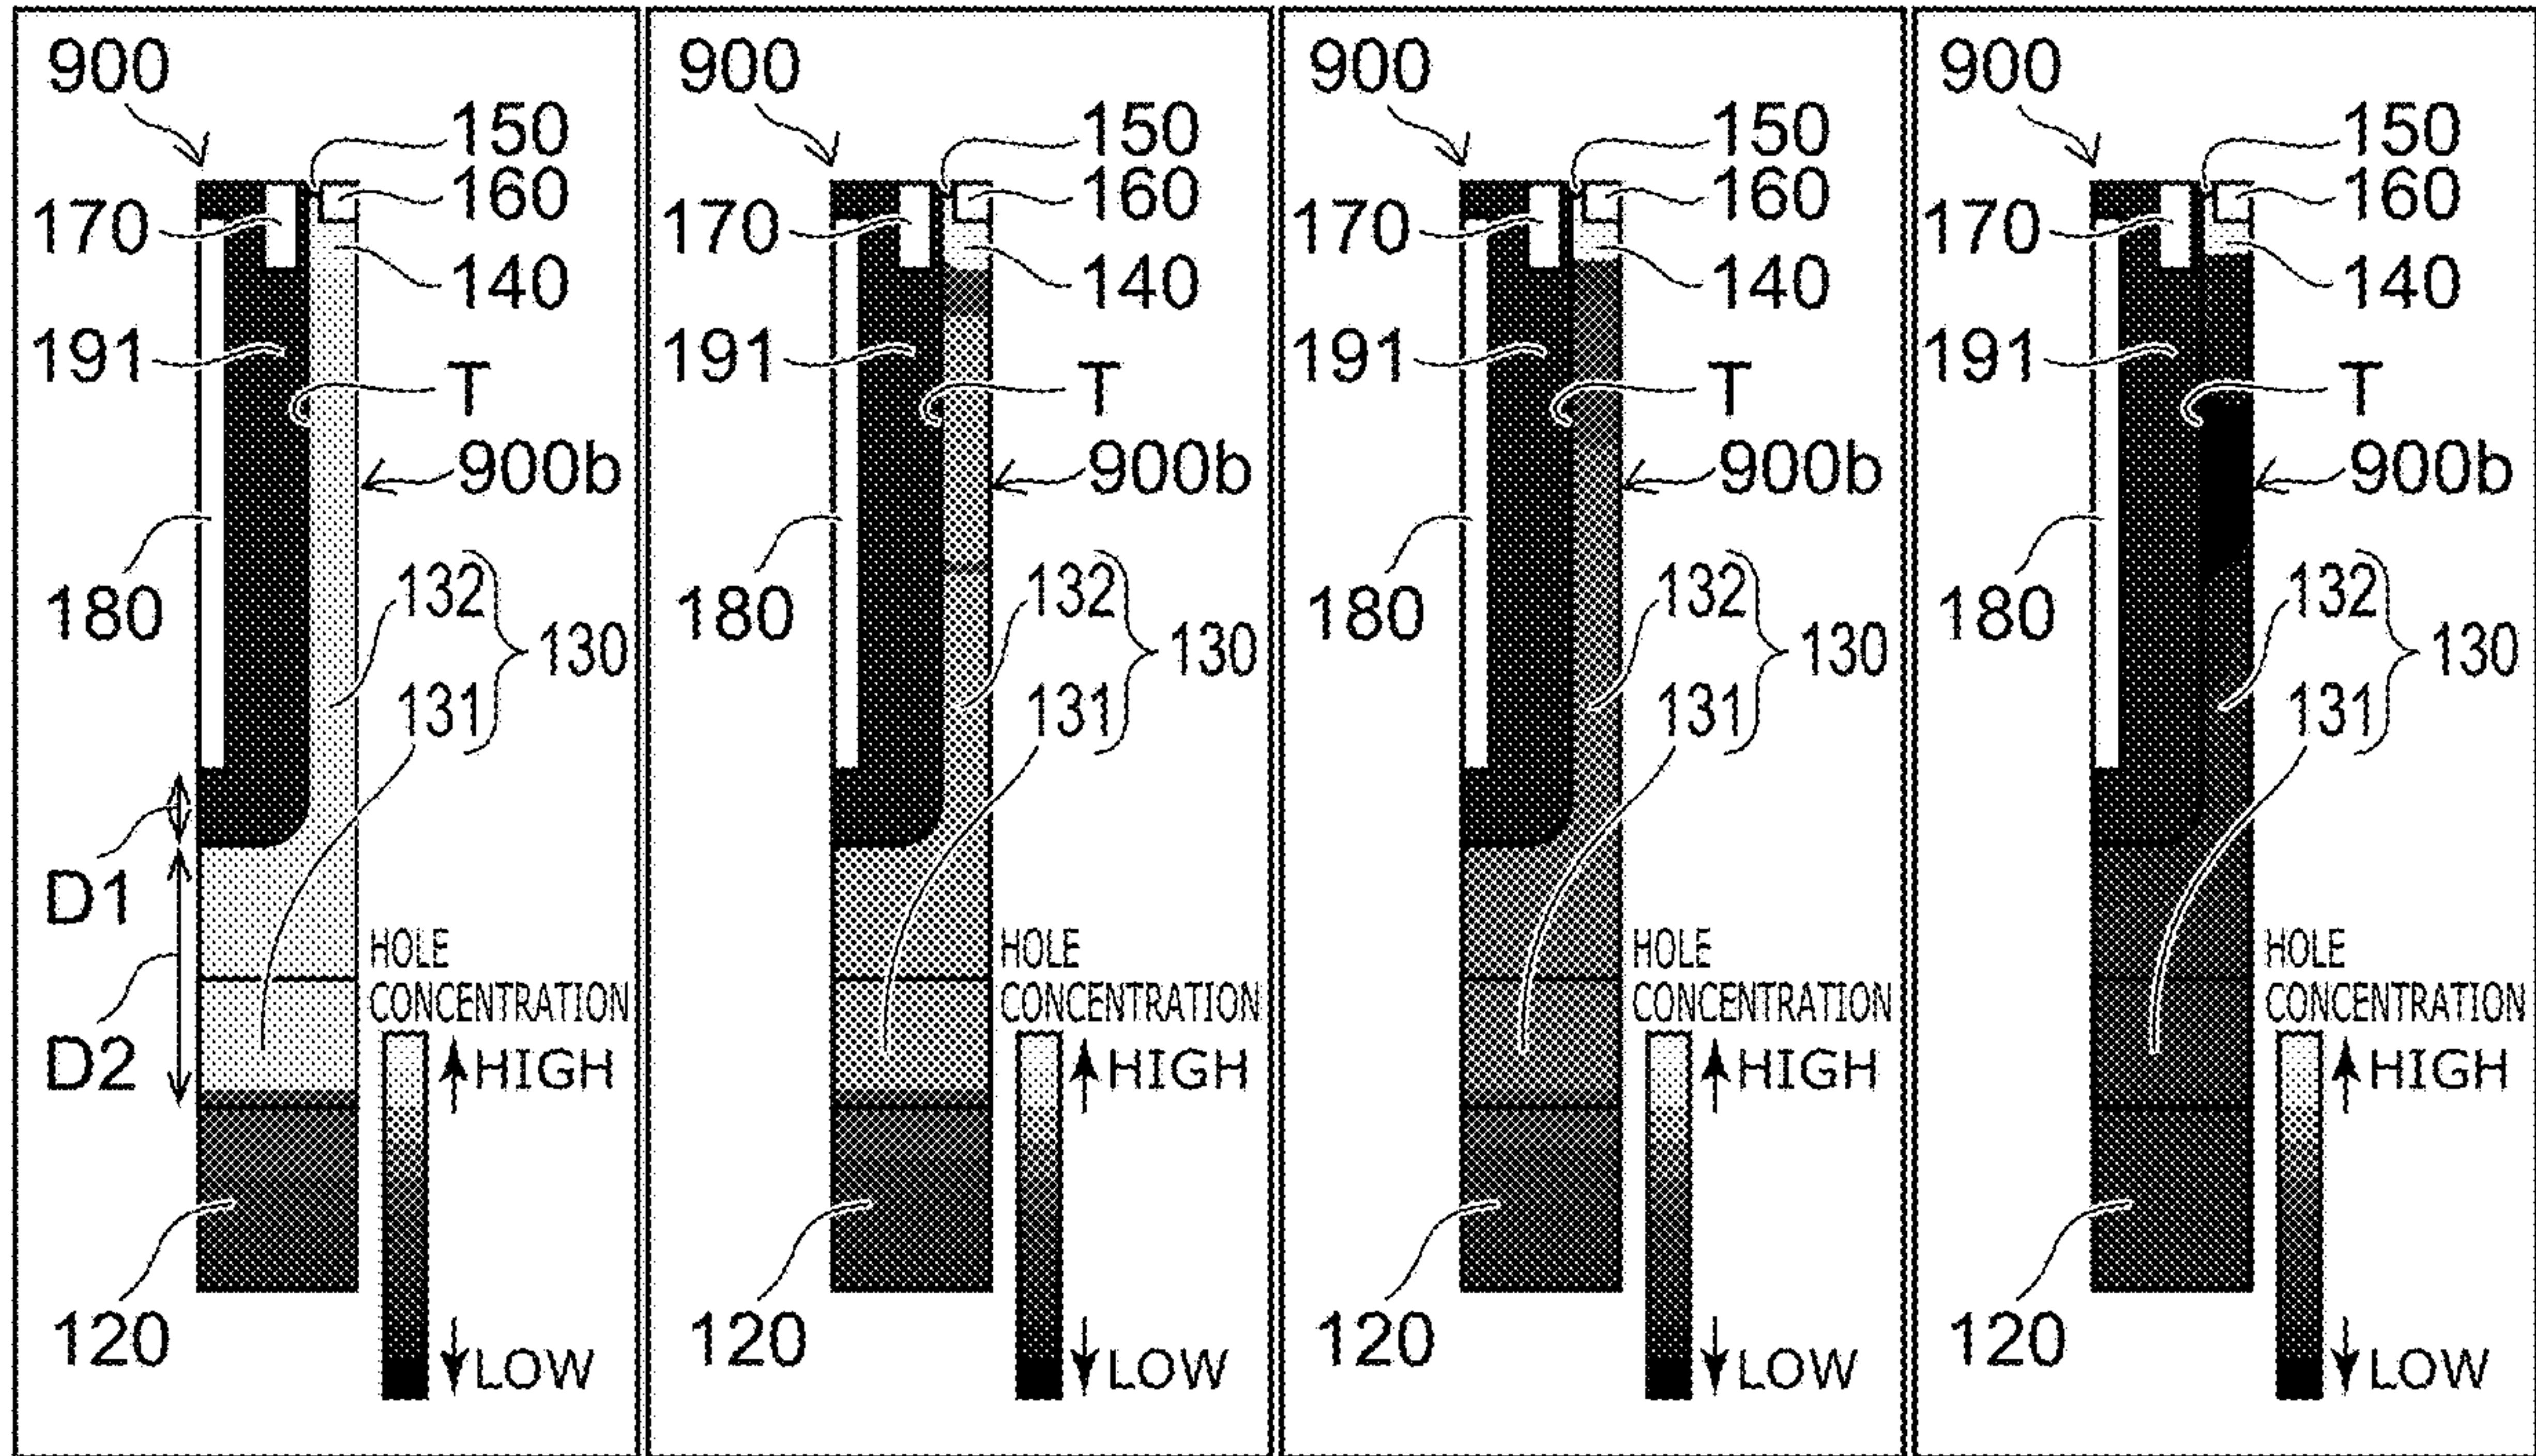 900
150
160
170
140
191
T
900b
132
180
130
131
D1
HOLE
CONCENTRATION
D2
HIGH
120
LOW
900
150
160
170
140
191
T
900b
132
180
130
131
HOLE
CONCENTRATION
HIGH
120
LOW
900
150
160
170
140
191
T
900b
132
180
130
131
HOLE
CONCENTRATION
HIGH
120
LOW
900
150
160
170
140
191
T
900b
132
180
130
131
HOLE
CONCENTRATION
HIGH
120
LOW